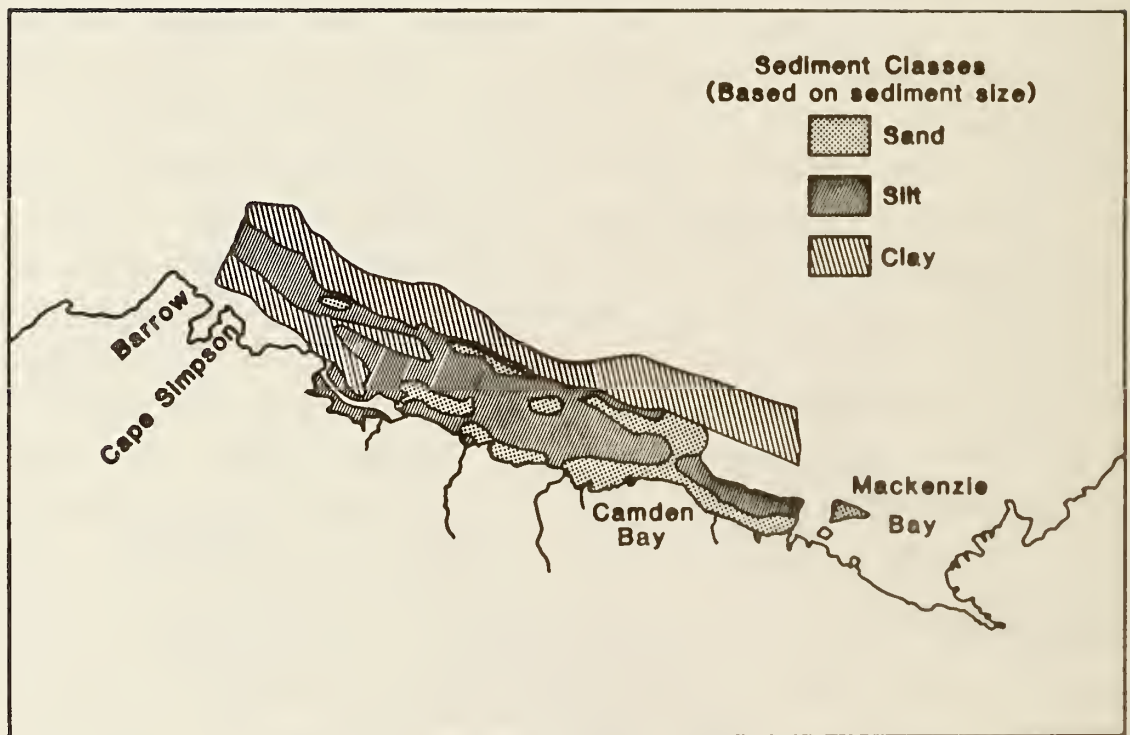 Sediment Classes
(Based on sediment size)
Sand
Silt
Clay
Barrow
Cape Simpson
Camden
Bay
Mackenzie
Bay